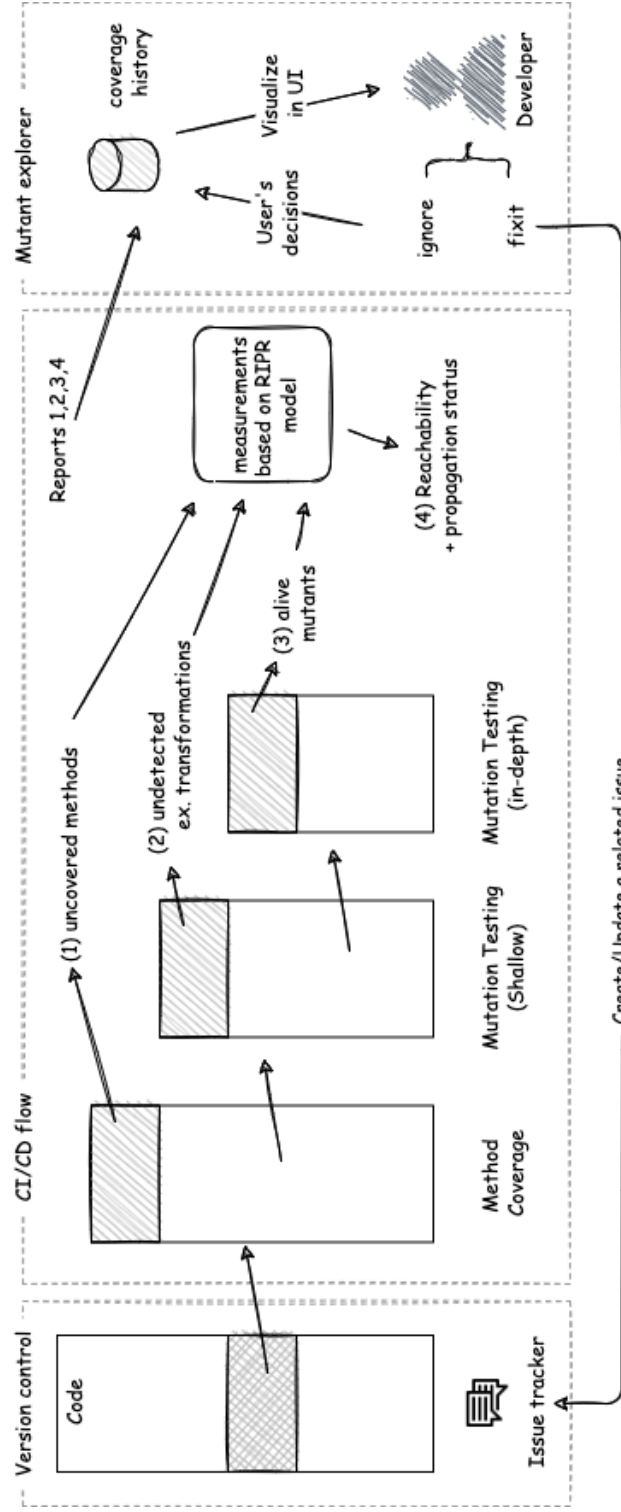 Version control
Code
Issue tracker
CI/CD flow
Method
Coverage
(1) uncovered methods
Mutation Testing
(Shallow)
(2) undetected
ex. transformations
Mutation Testing
(in-depth)
(3) alive
mutants
measurements
based on RIPR
model
(4) Reachability
+ propagation status
Reports 1,2,3,4
Mutant explorer
coverage
history
User's
decisions
Visualize
in UI
ignore
fixit
Developer
Create/Update a related issue